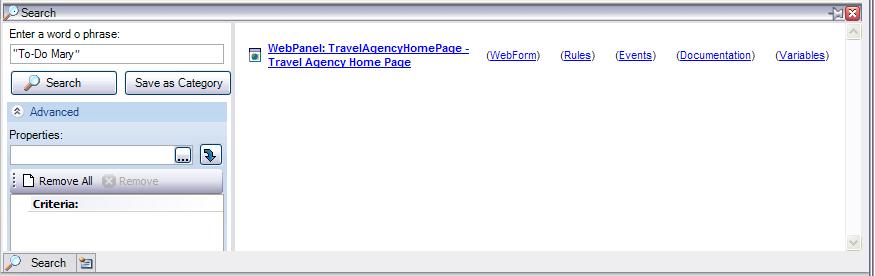 Search
Enter a word o phrase:
"To-Do Mary"
Search Save as Category
Advanced
Properties:
...
Remove All Remove
Criteria:
WebPanel: TravelAgencyHomePage - (WebForm) (Rules) (Events) (Documentation) (Variables)
Travel Agency Home Page
Search